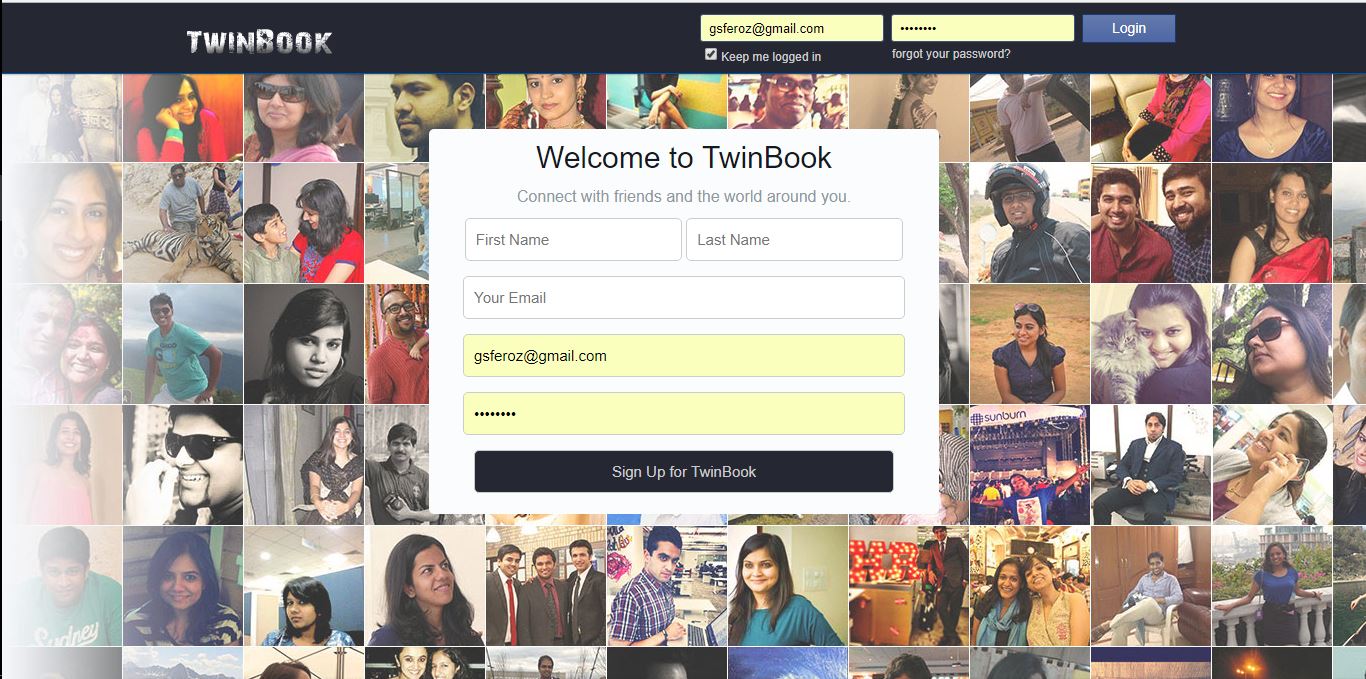 TWINBOOK
gsferoz@gmail.com
••••••••
Login
Keep me logged in
forgot your password?
Welcome to TwinBook
Connect with friends and the world around you.
First Name
Last Name
Your Email
gsferoz@gmail.com
••••••••
Sign Up for TwinBook
sunburn
Sydney